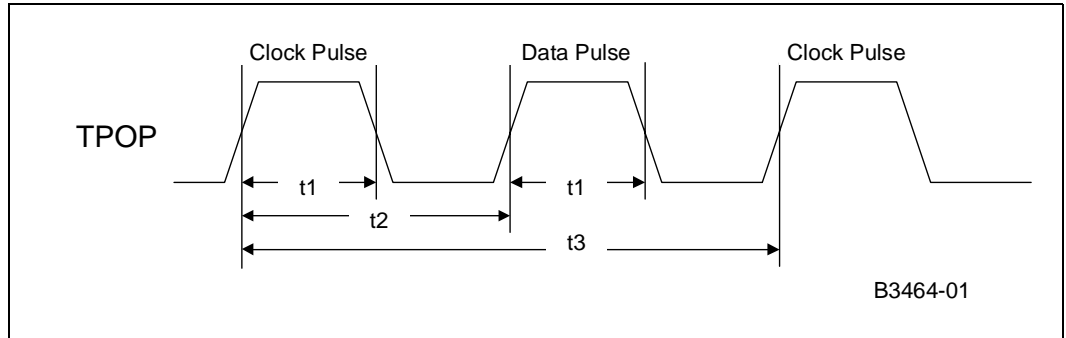 Clock Pulse Data Pulse Clock Pulse
TPOP
t1 t1
t2
t3
B3464-01